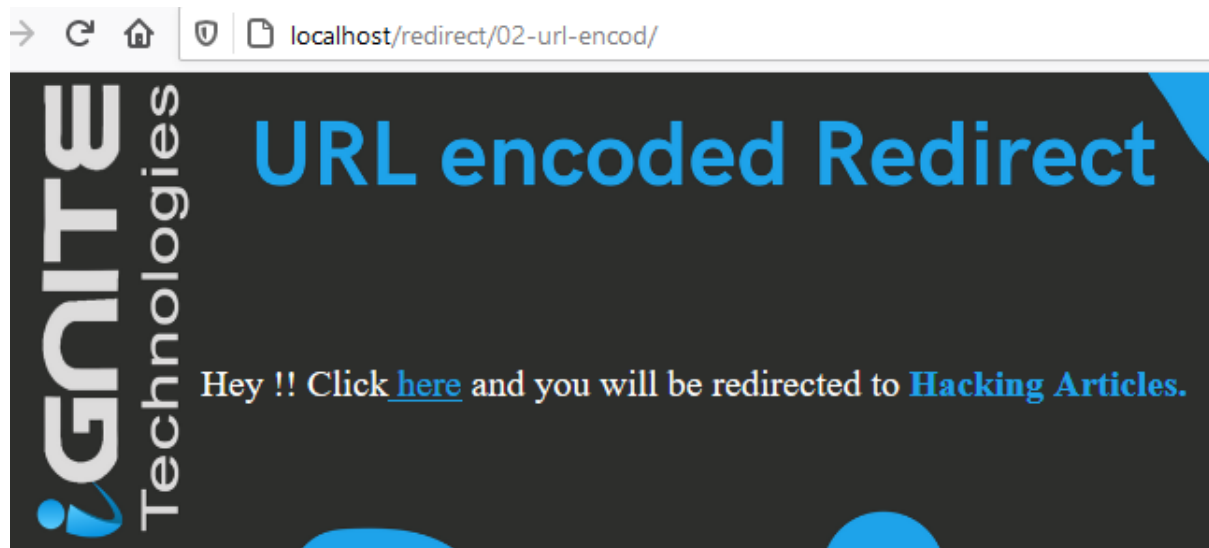 localhost/redirect/02-url-encod/
iGNITE
Technologies
URL encoded Redirect
Hey !! Click here and you will be redirected to Hacking Articles.